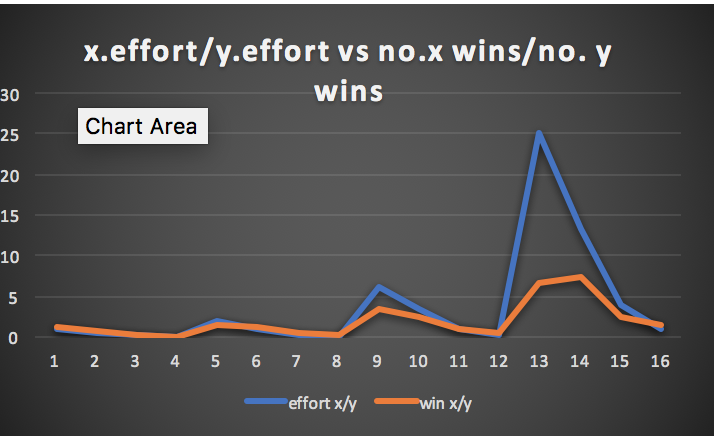 x.effort/y.effort vs no.x wins/no. y
wins
30
Chart Area
25
20
15
10
5
0
1 2 3 4 5 6 7 8 9 10 11 12 13 14 15 16
effort x/y win x/y